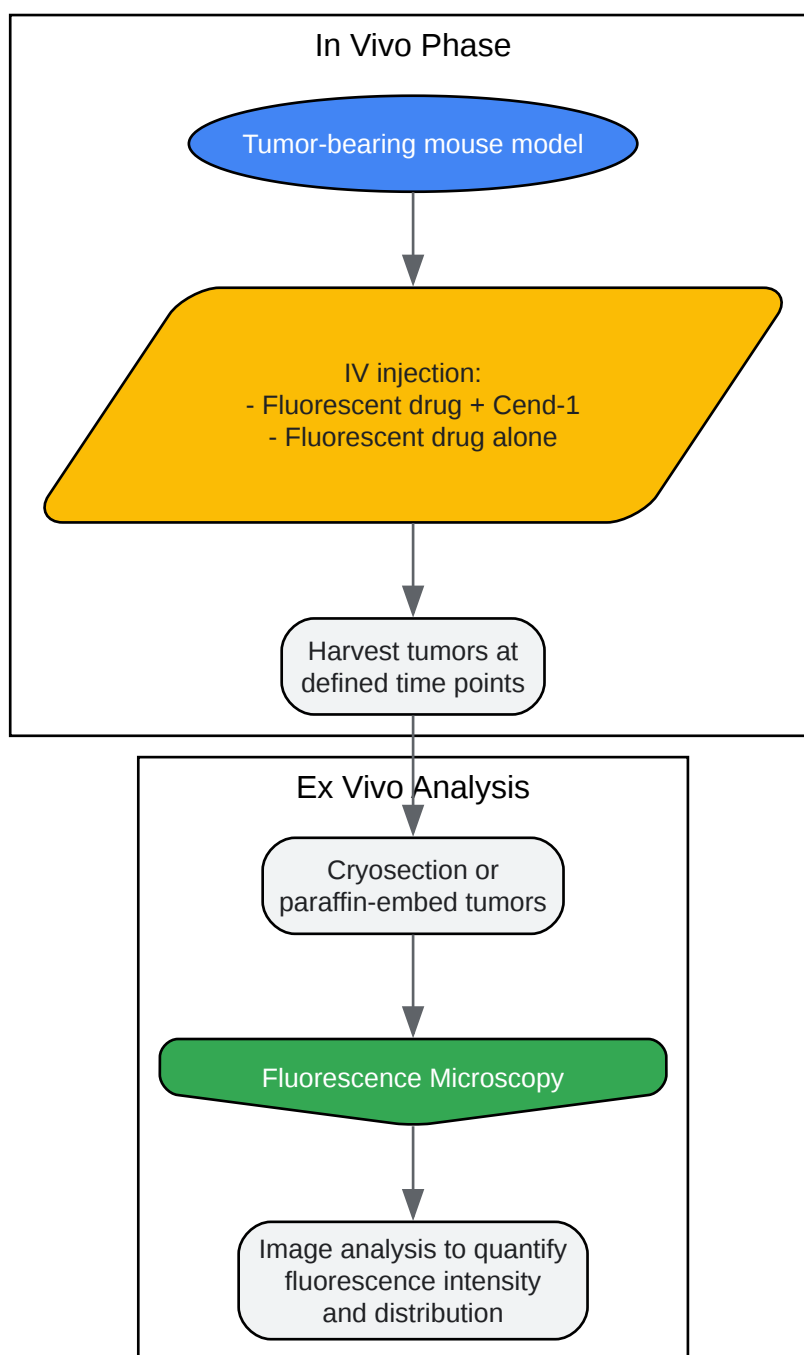 In Vivo Phase
Tumor-bearing mouse model
IV injection:
- Fluorescent drug + Cend-1
- Fluorescent drug alone
Harvest tumors at
defined time points
Ex Vivo Analysis
Cryosection or
paraffin-embed tumors
Fluorescence Microscopy
Image analysis to quantify
fluorescence intensity
and distribution